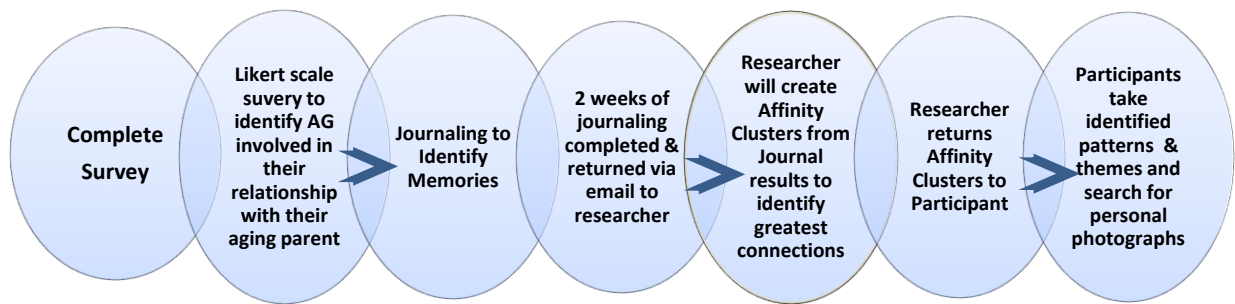 Complete
Survey
Likert scale
suvery to
identify AG
involved in
their
relationship
with their
aging parent
Journaling to
Identify
Memories
2 weeks of
journaling
completed &
returned via
email to
researcher
Researcher
will create
Affinity
Clusters from
Journal
results to
identify
greatest
connections
Researcher
returns
Affinity
Clusters to
Participant
Participants
take
identified
patterns &
themes and
search for
personal
photographs